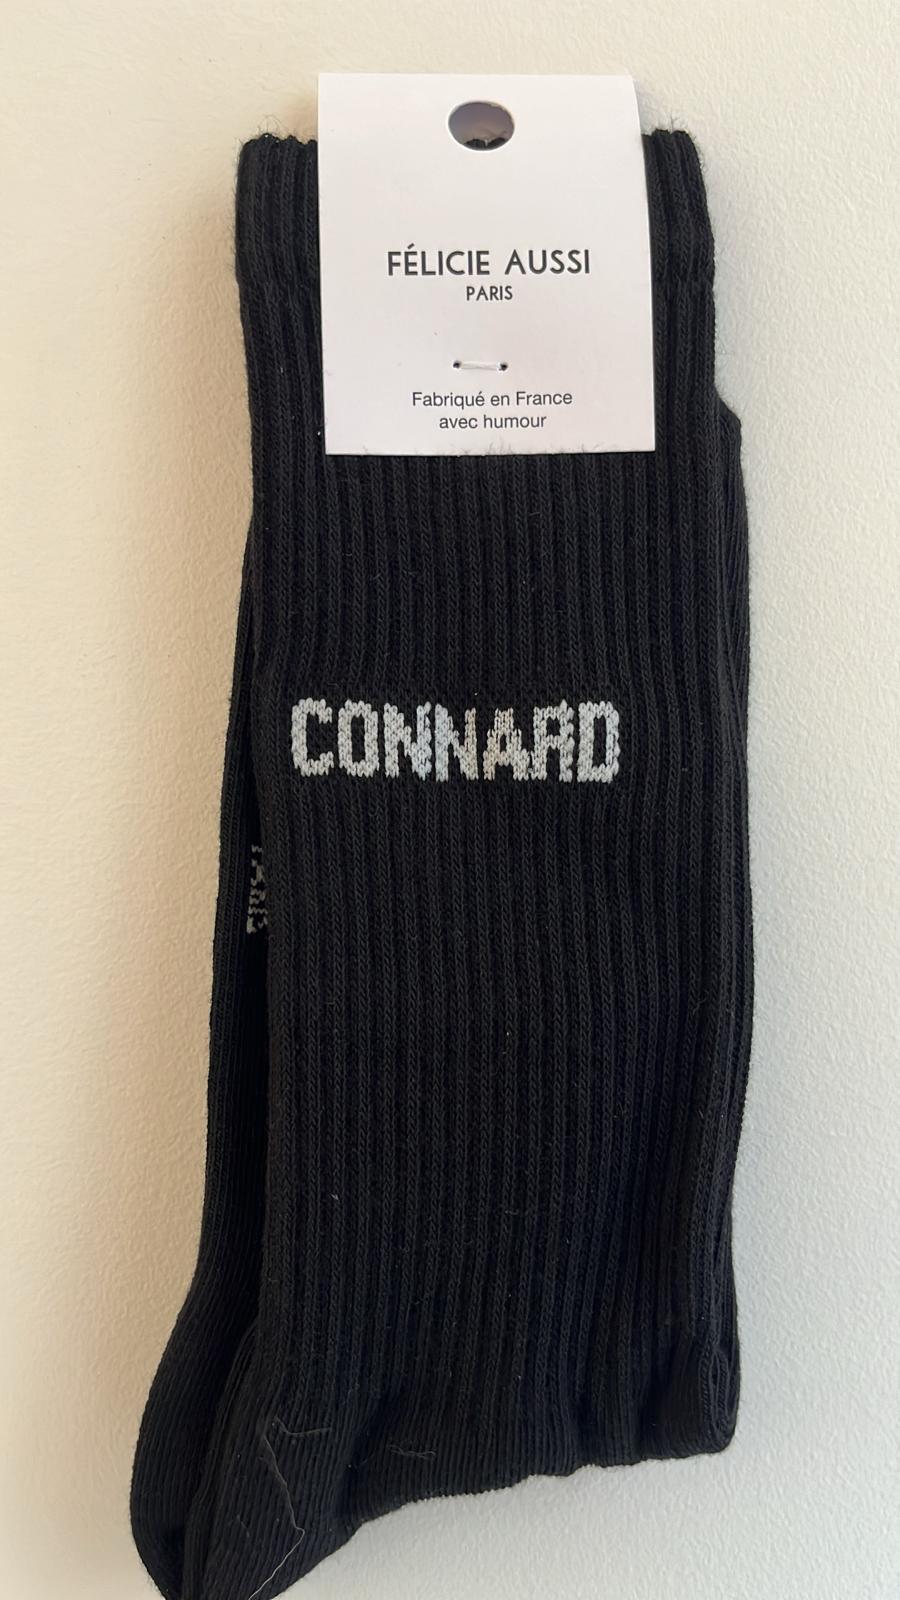 FÉLICIE AUSSI
PARIS
Fabriqué en France
avec humour
CONNARD